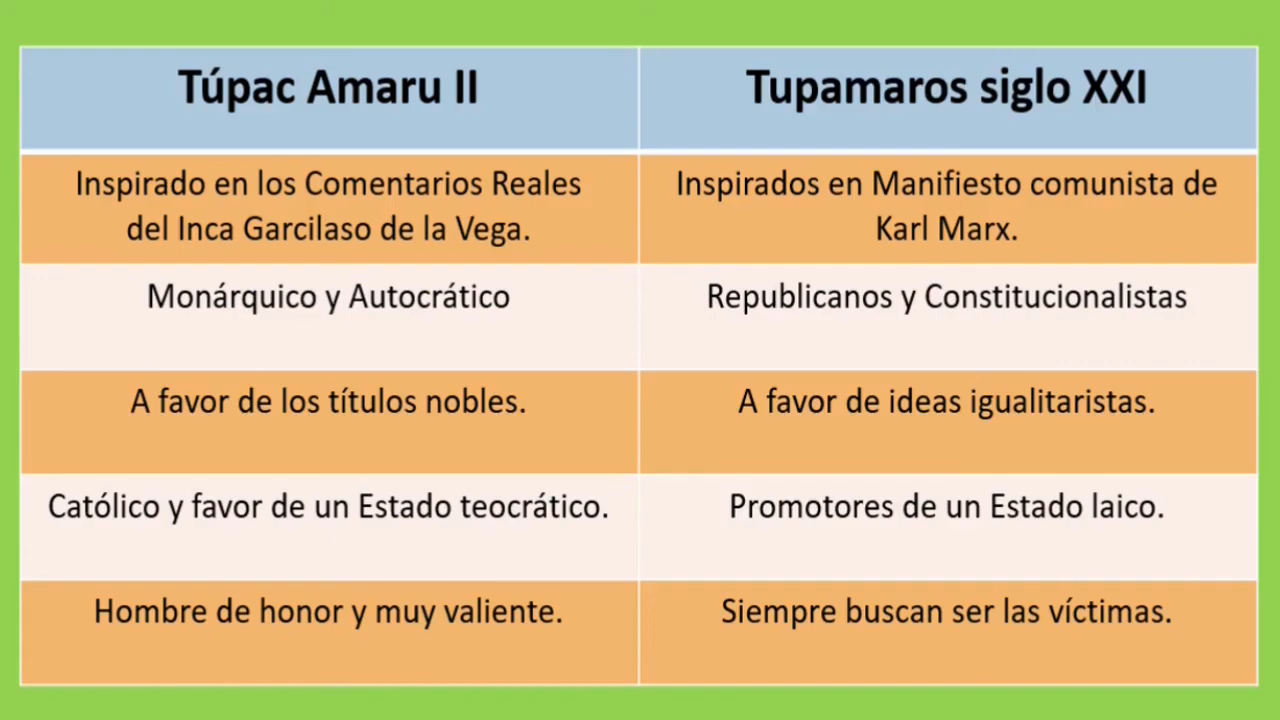 Túpac Amaru II
Tupamaros siglo XXI
Inspirado en los Comentarios Reales
del Inca Garcilaso de la Vega.
Inspirados en Manifiesto comunista de
Karl Marx.
Monárquico y Autocrático
Republicanos y Constitucionalistas
A favor de los títulos nobles.
A favor de ideas igualitaristas.
Católico y favor de un Estado teocrático.
Promotores de un Estado laico.
Hombre de honor y muy valiente.
Siempre buscan ser las víctimas.